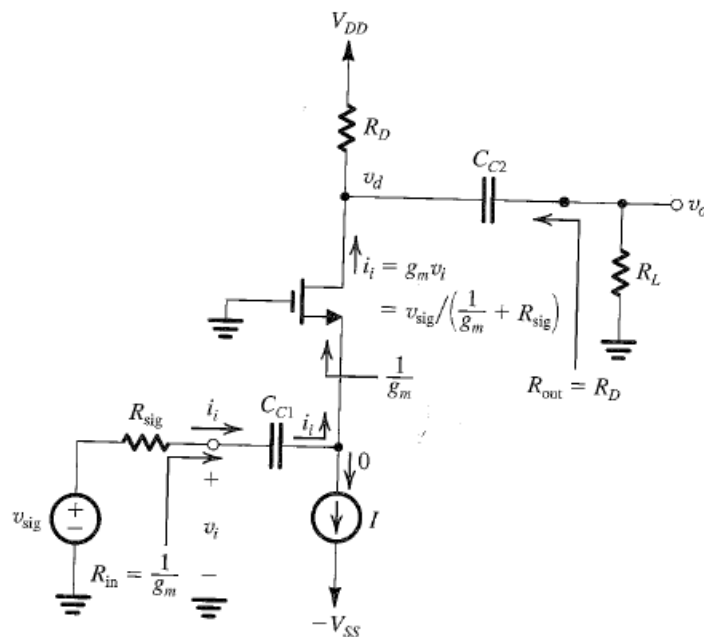 V_DD
R_D
C_C2
v_d
v_o
i_i = g_m v_i
= v_sig/(1/g_m + R_sig)
R_L
1/g_m
R_out = R_D
R_sig
i_i
C_C1
i_i
0
+
v_sig
+
−
v_i
I
R_in = 1/g_m
−
−V_SS